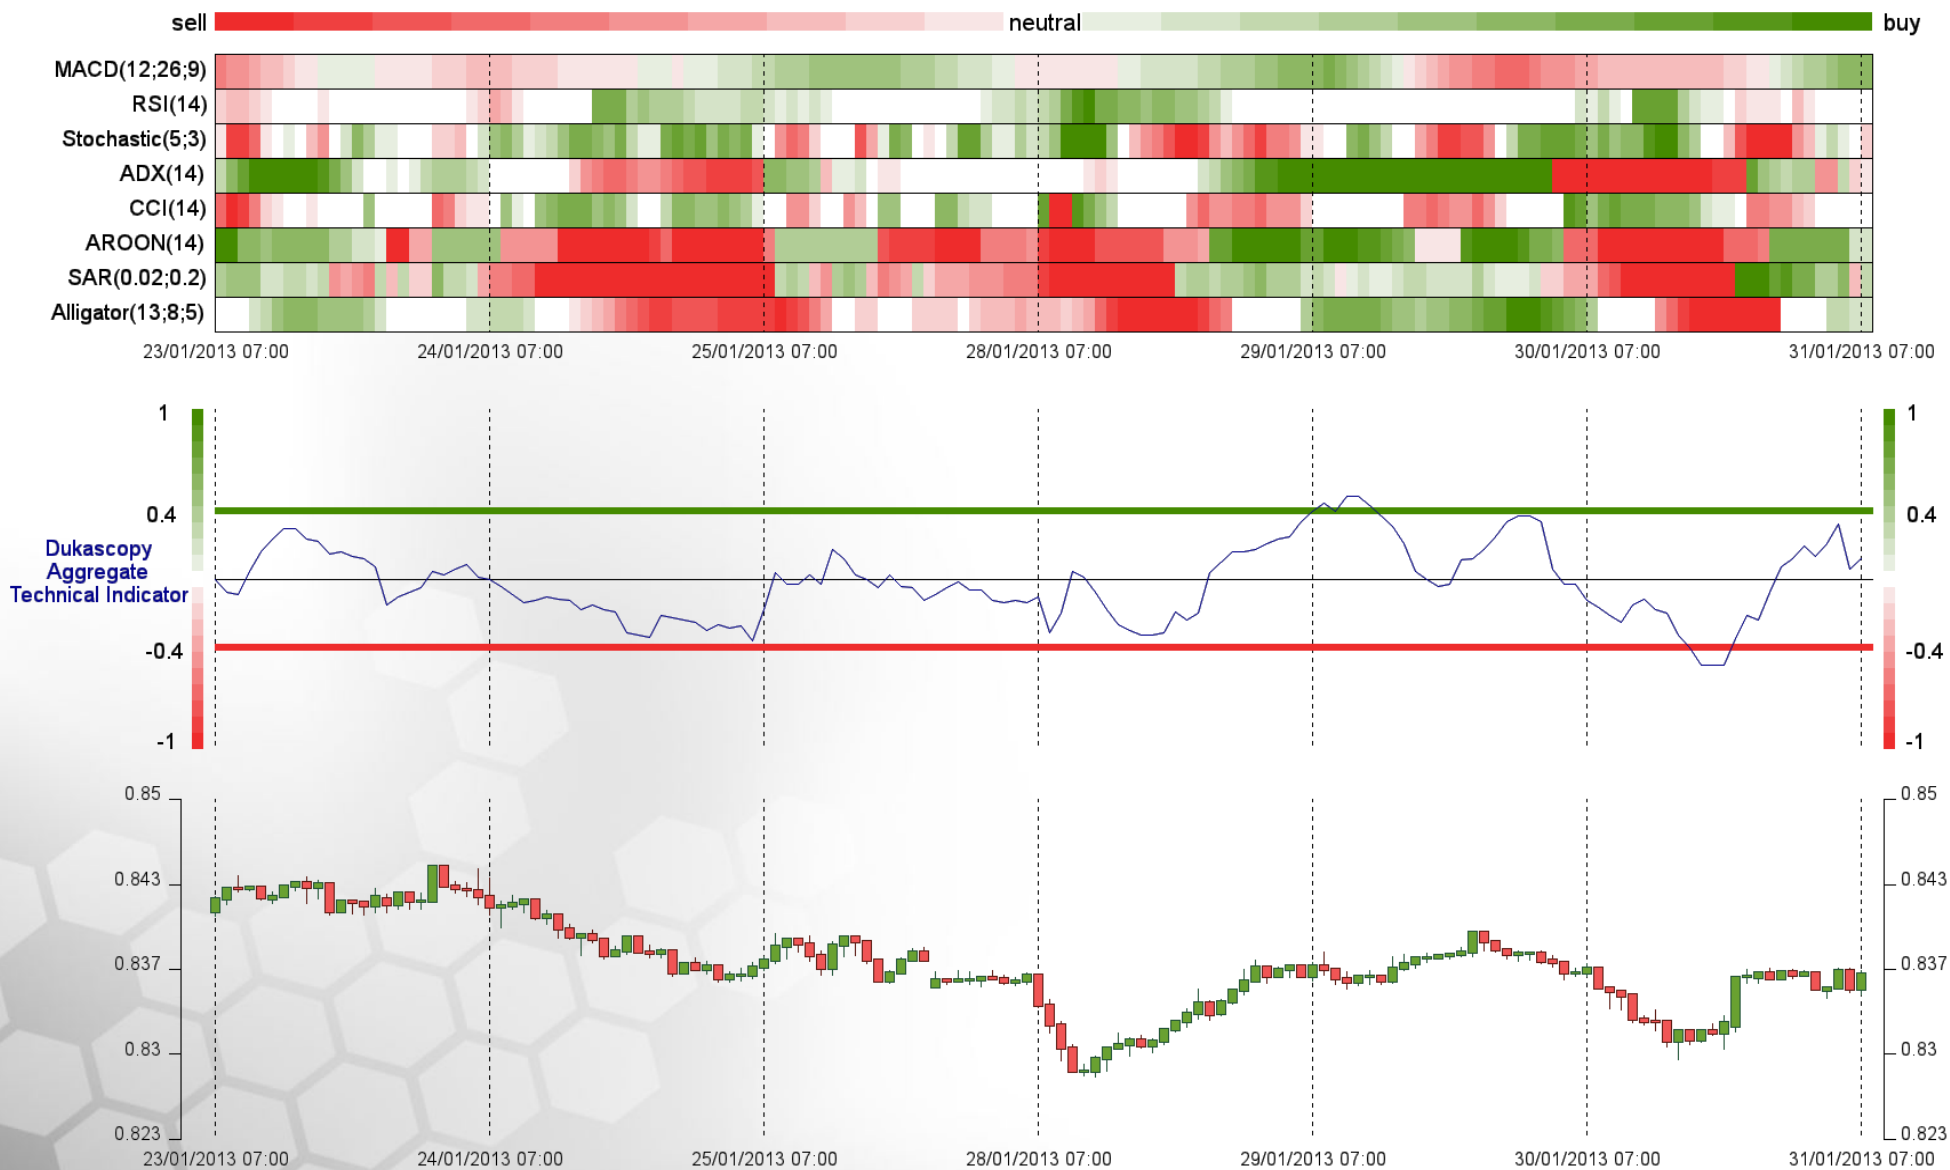 sell neutral buy
MACD(12;26;9)
RSI(14)
Stochastic(5;3)
ADX(14)
CCI(14)
AROON(14)
SAR(0.02;0.2)
Alligator(13;8;5)
23/01/2013 07:00 24/01/2013 07:00 25/01/2013 07:00 28/01/2013 07:00 29/01/2013 07:00 30/01/2013 07:00 31/01/2013 07:00
1 1
0.4 0.4
Dukascopy
Aggregate
Technical Indicator
-0.4 -0.4
-1 -1
0.85 0.85
0.843 0.843
0.837 0.837
0.83 0.83
0.823 0.823
23/01/2013 07:00 24/01/2013 07:00 25/01/2013 07:00 28/01/2013 07:00 29/01/2013 07:00 30/01/2013 07:00 31/01/2013 07:00